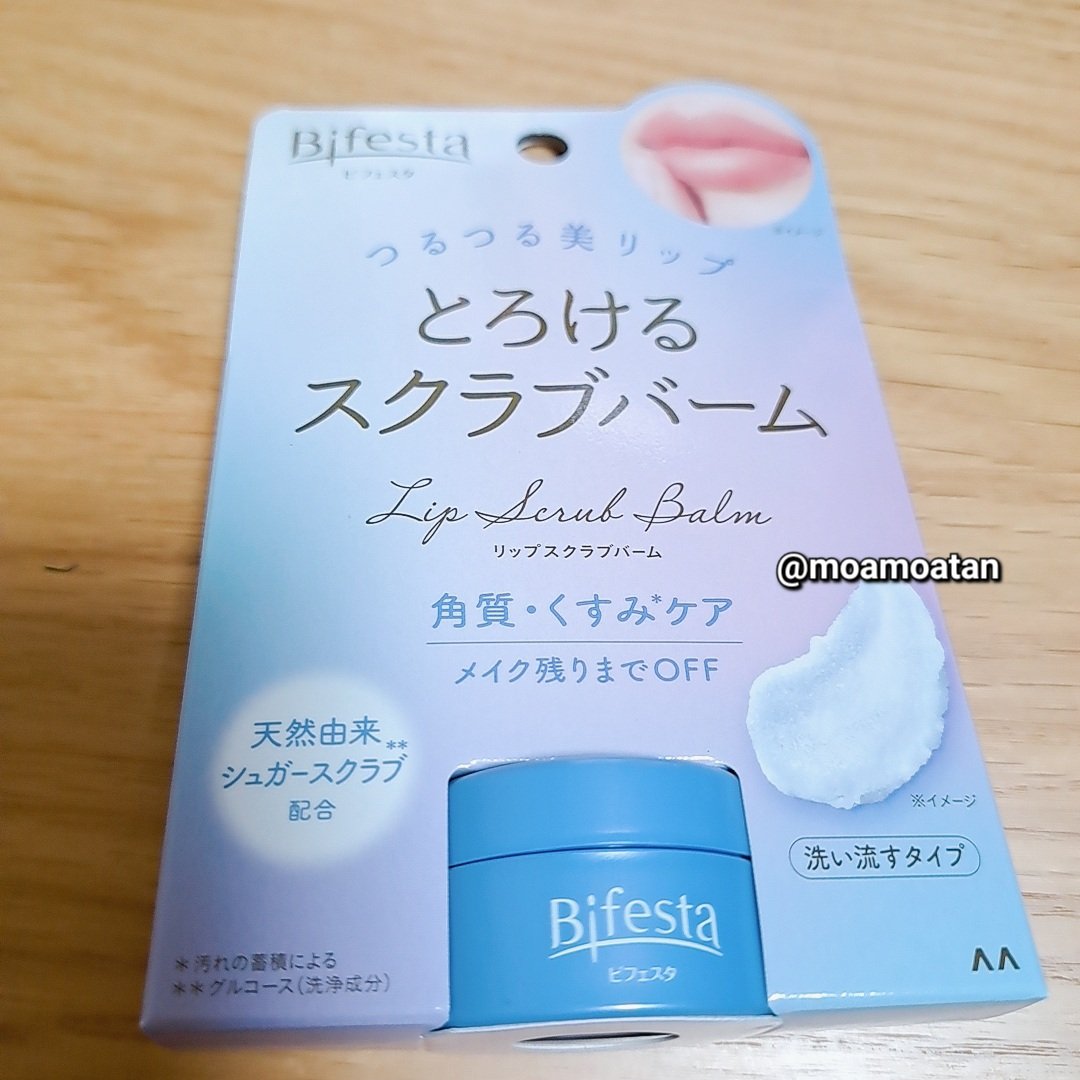 Bifesta
ビフェスタ
つるつる美リップ
とろける
スクラブバーム
Lip Scrub Balm
リップスクラブバーム
@moamoatan
角質・くすみ*ケア
メイク残りまでOFF
天然由来**
シュガースクラブ
配合
※イメージ
洗い流すタイプ
Bifesta
ビフェスタ
*汚れの蓄積による
**グルコース(洗浄成分)